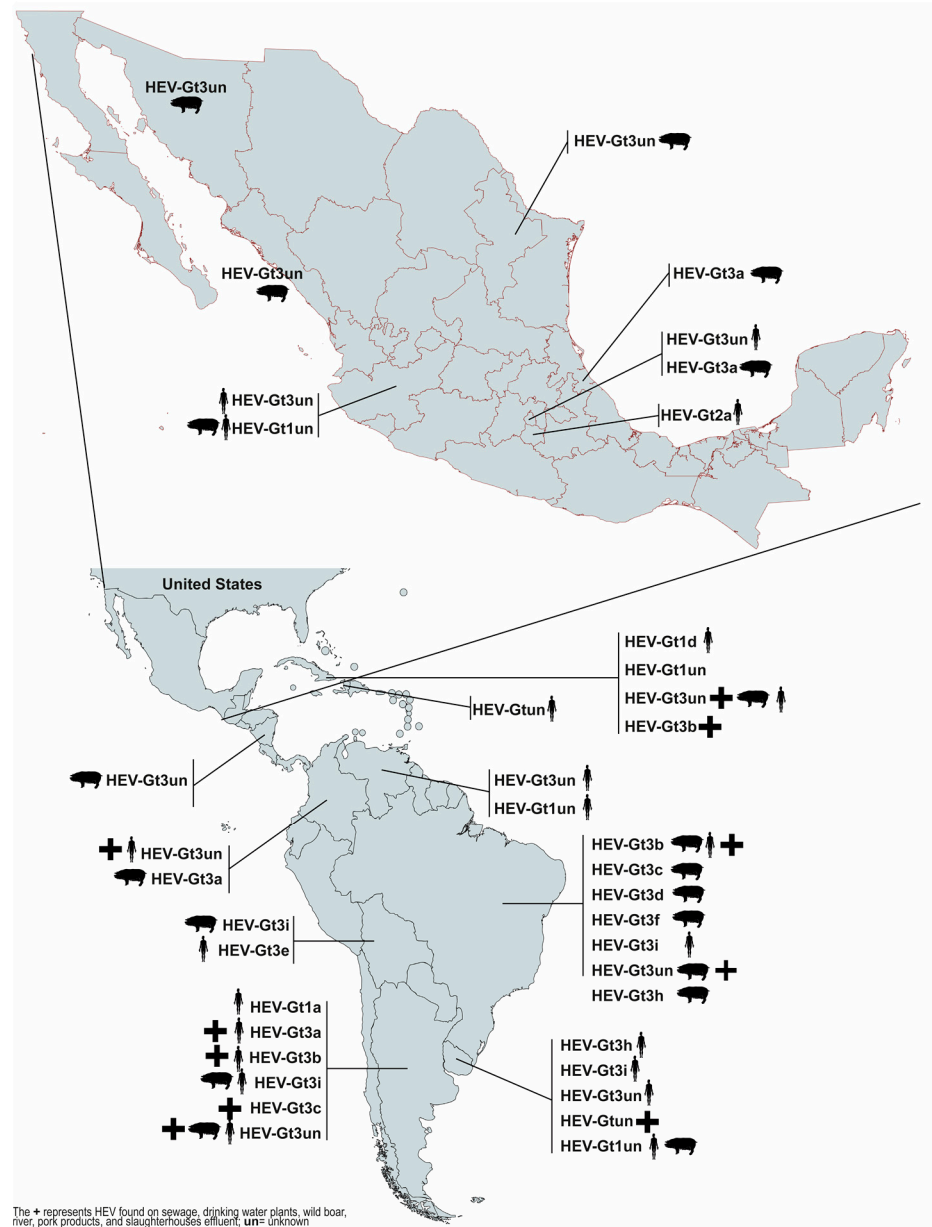 HEV-Gt3un
HEV-Gt3un
HEV-Gt3un
HEV-Gt3a
HEV-Gt3un
HEV-Gt3a
HEV-Gt3un
HEV-Gt1un
HEV-Gt2a
United States
HEV-Gt1d
HEV-Gt1un
HEV-Gt3un
HEV-Gt3b
HEV-Gtun
HEV-Gt3un
HEV-Gt3un
HEV-Gt1un
HEV-Gt3un
HEV-Gt3a
HEV-Gt3b
HEV-Gt3c
HEV-Gt3d
HEV-Gt3f
HEV-Gt3i
HEV-Gt3un
HEV-Gt3h
HEV-Gt3i
HEV-Gt3e
HEV-Gt1a
HEV-Gt3a
HEV-Gt3b
HEV-Gt3i
HEV-Gt3c
HEV-Gt3un
HEV-Gt3h
HEV-Gt3i
HEV-Gt3un
HEV-Gtun
HEV-Gt1un
The + represents HEV found on sewage, drinking water plants, wild boar,
river, pork products, and slaughterhouses effluent; un= unknown